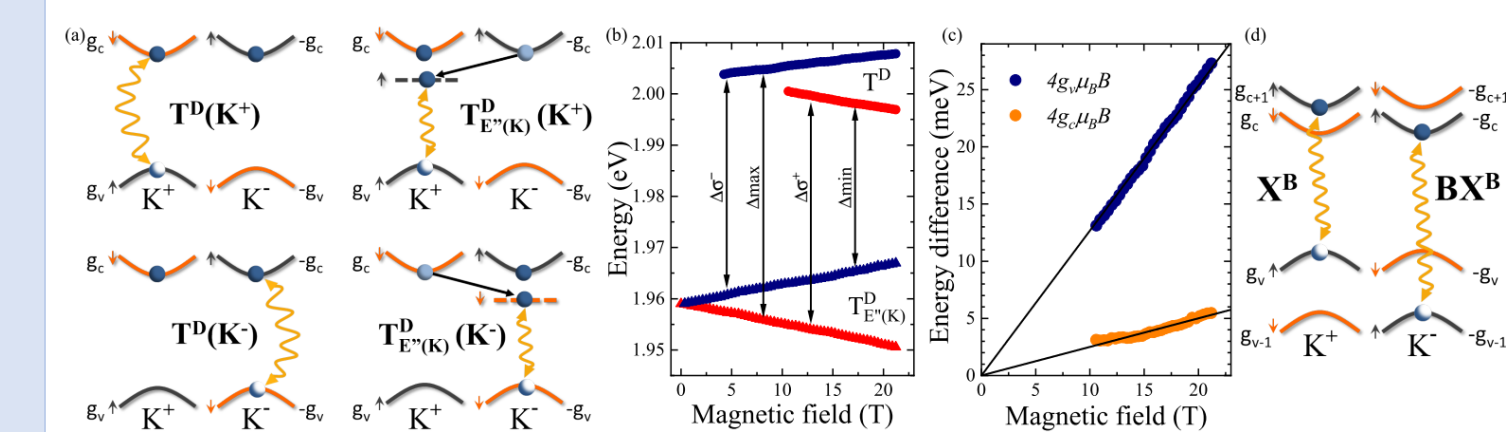 (a)
g_c ↓ ↑ -g_c
T^D(K^+)
g_v ↑ K^+ ↓ K^- -g_v
g_c ↓ ↑ -g_c
↑
T^D_E''(K) (K^+)
g_v ↑ K^+ ↓ K^- -g_v
g_c ↓ ↑ -g_c
T^D(K^-)
g_v ↑ K^+ ↓ K^- -g_v
g_c ↓ ↑ -g_c
↓
T^D_E''(K) (K^-)
g_v ↑ K^+ ↓ K^- -g_v
(b)
Energy (eV)
2.01
2.00
1.99
1.98
1.97
1.96
1.95
T^D
Δσ^-
Δmax
Δσ^+
Δmin
T^D_E''(K)
0 5 10 15 20
Magnetic field (T)
(c)
Energy difference (meV)
25
20
15
10
5
0
4g_vμ_BB
4g_cμ_BB
0 5 10 15 20
Magnetic field (T)
(d)
g_c+1 ↑ ↓ -g_c+1
g_c ↓ ↑ -g_c
X^B BX^B
g_v ↑ ↓ -g_v
g_v-1 ↓ K^+ ↑ K^- -g_v-1